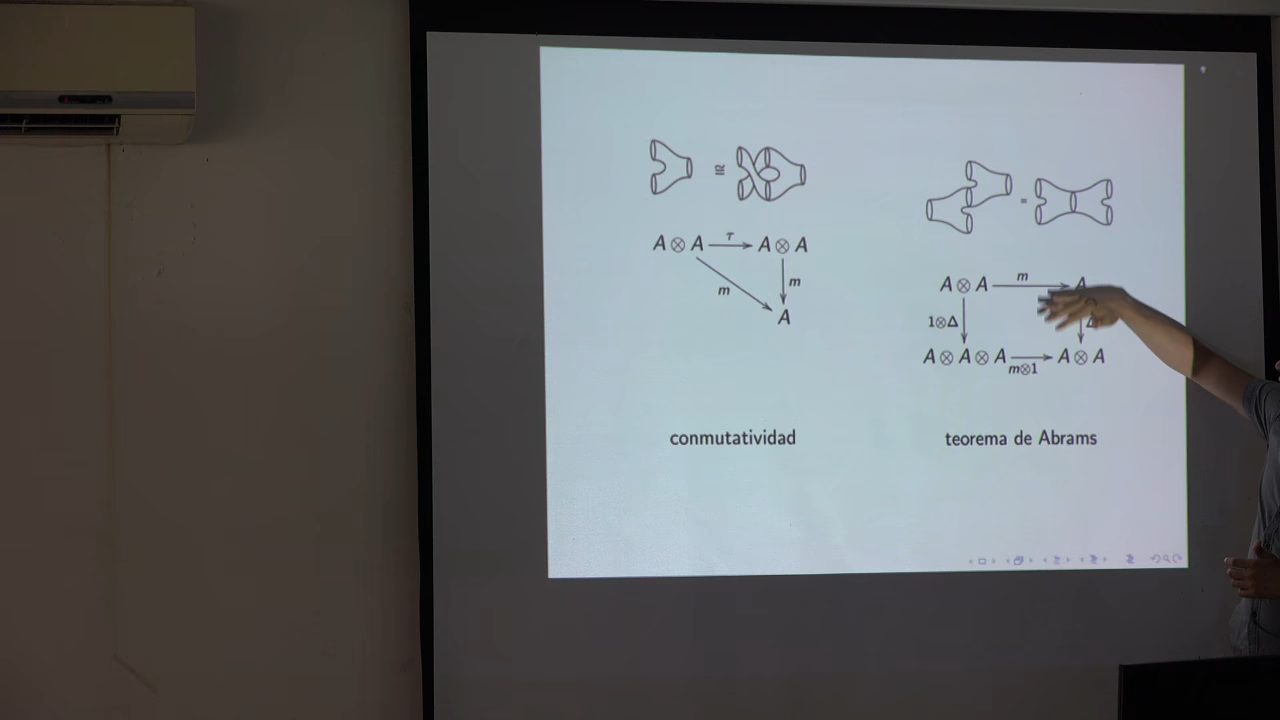 ≅
A ⊗ A τ A ⊗ A
m m
A
conmutatividad
=
A ⊗ A m A
1⊗Δ Δ
A ⊗ A ⊗ A m⊗1 A ⊗ A
teorema de Abrams